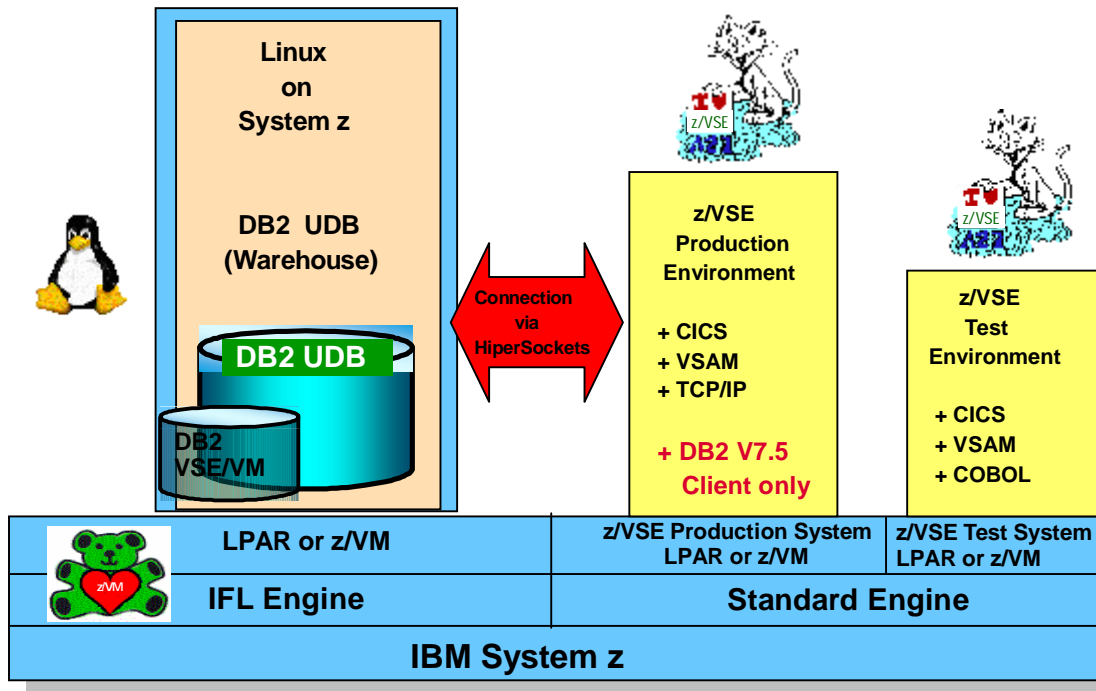 Linux
on
System z
DB2 UDB
(Warehouse)
DB2 UDB
DB2
VSE/VM
Connection
via
HiperSockets
I
z/VSE
z/VSE
Production
Environment
+ CICS
+ VSAM
+ TCP/IP
+ DB2 V7.5
Client only
I
z/VSE
z/VSE
Test
Environment
+ CICS
+ VSAM
+ COBOL
z/VM
LPAR or z/VM
z/VSE Production System
LPAR or z/VM
z/VSE Test System
LPAR or z/VM
IFL Engine
Standard Engine
IBM System z